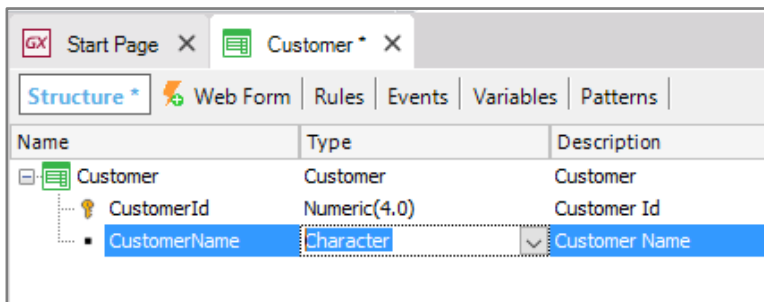 GX Start Page Customer *
Structure * Web Form Rules Events Variables Patterns
Name Type Description
Customer Customer Customer
CustomerId Numeric(4.0) Customer Id
CustomerName Character Customer Name